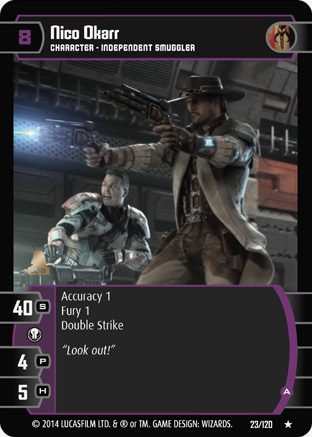 8 Nico Okarr
CHARACTER - INDEPENDENT SMUGGLER
40 S
Accuracy 1
Fury 1
Double Strike
4 P
“Look out!”
5 H
A
© 2014 LUCASFILM LTD. & ® or TM. GAME DESIGN: WIZARDS. 23/120 ★